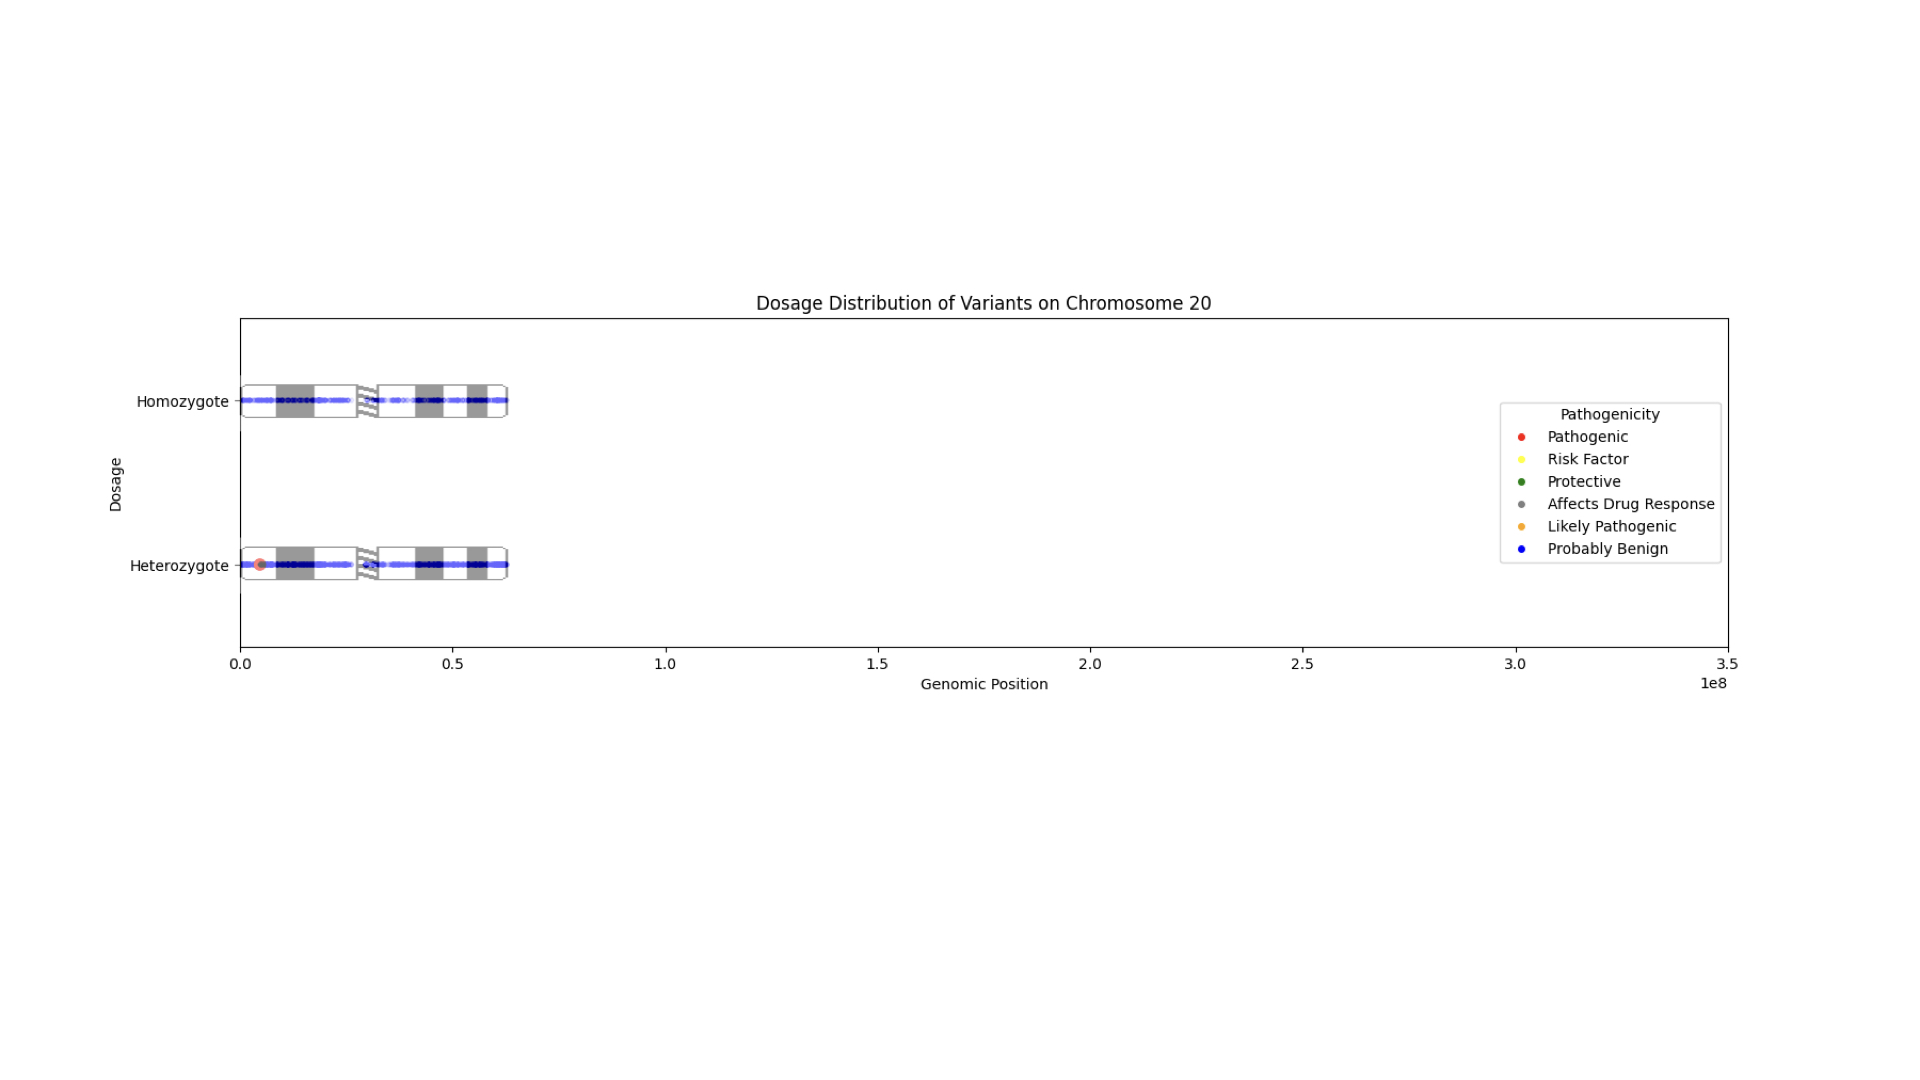 Dosage Distribution of Variants on Chromosome 20
Homozygote
Heterozygote
Dosage
Pathogenicity
Pathogenic
Risk Factor
Protective
Affects Drug Response
Likely Pathogenic
Probably Benign
0.0 0.5 1.0 1.5 2.0 2.5 3.0 3.5
Genomic Position
1e8